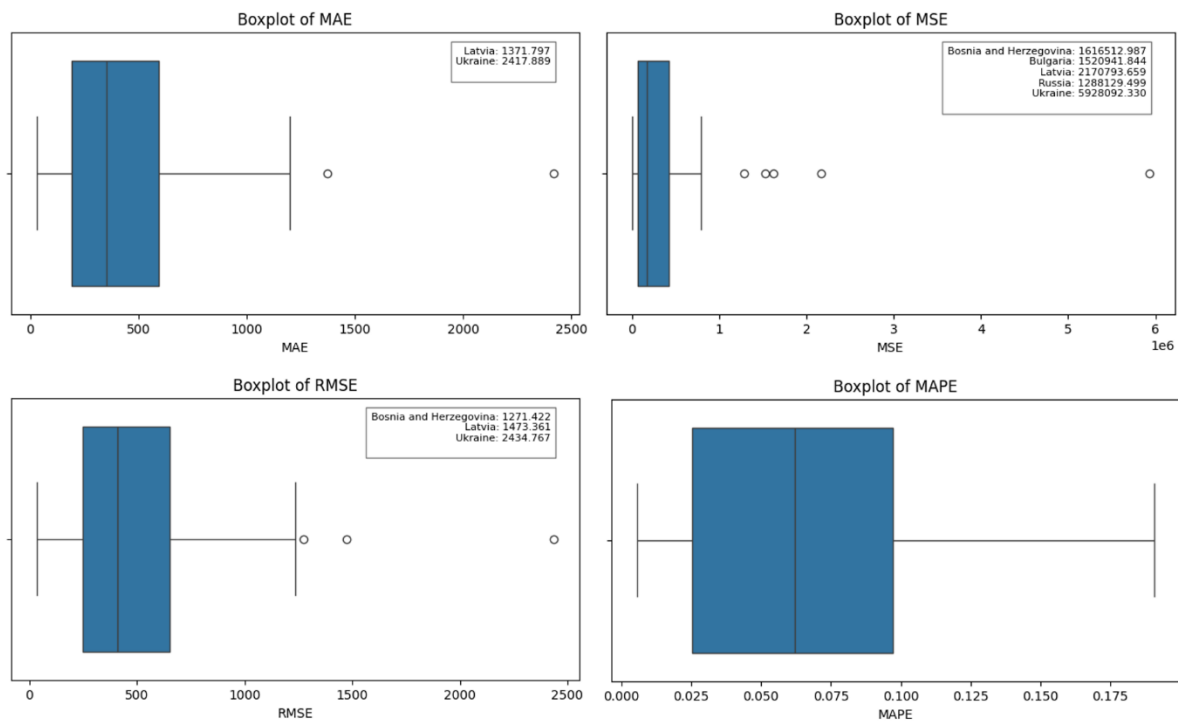 Boxplot of MAE
Latvia: 1371.797
Ukraine: 2417.889
0 500 1000 1500 2000 2500
MAE
Boxplot of MSE
Bosnia and Herzegovina: 1616512.987
Bulgaria: 1520941.844
Latvia: 2170793.659
Russia: 1288129.499
Ukraine: 5928092.330
0 1 2 3 4 5 6
1e6
MSE
Boxplot of RMSE
Bosnia and Herzegovina: 1271.422
Latvia: 1473.361
Ukraine: 2434.767
0 500 1000 1500 2000 2500
RMSE
Boxplot of MAPE
0.000 0.025 0.050 0.075 0.100 0.125 0.150 0.175
MAPE